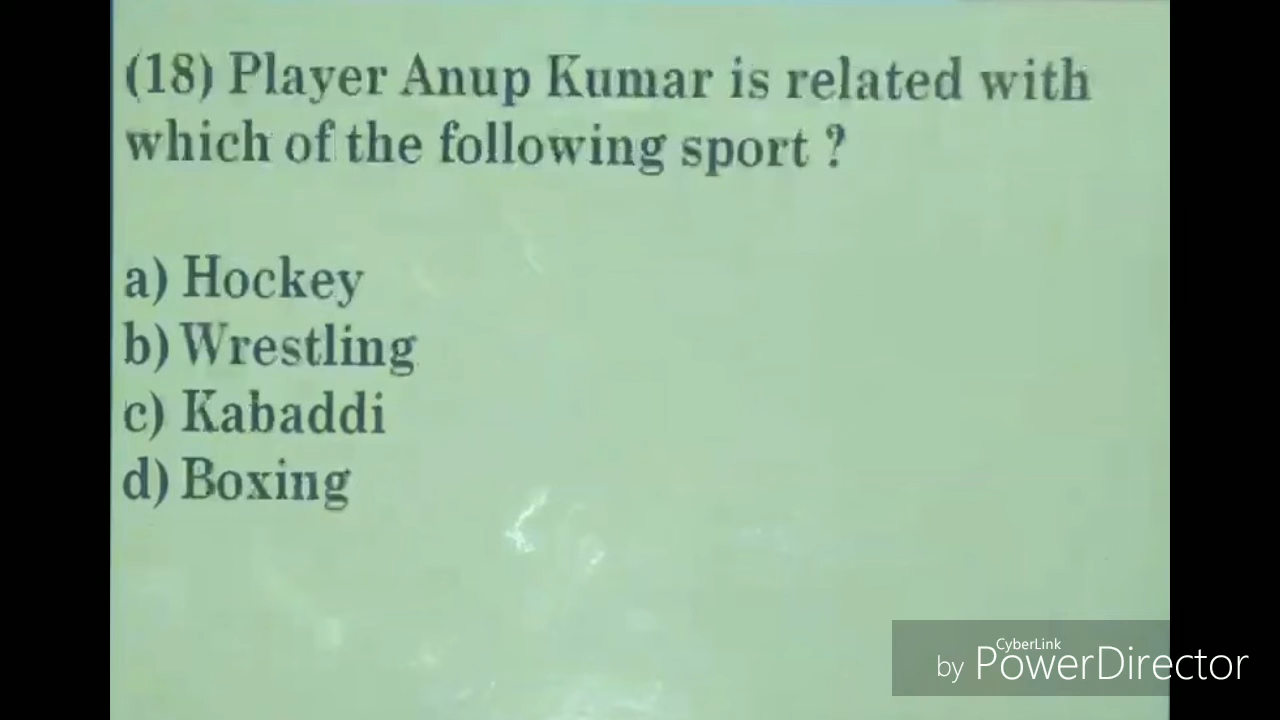 (18) Player Anup Kumar is related with
which of the following sport ?
a) Hockey
b) Wrestling
c) Kabaddi
d) Boxing
CyberLink
by PowerDirector